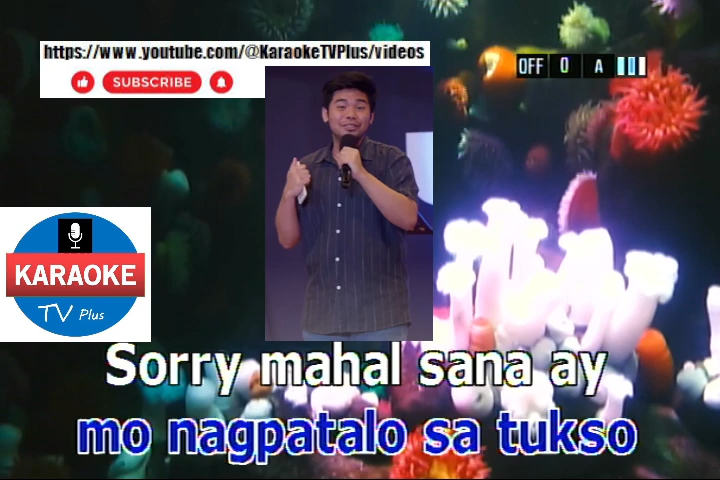 https://www.youtube.com/@KaraokeTVPlus/videos
SUBSCRIBE
OFF 0 A
KARAOKE
TV Plus
Sorry mahal sana ay
mo nagpatalo sa tukso